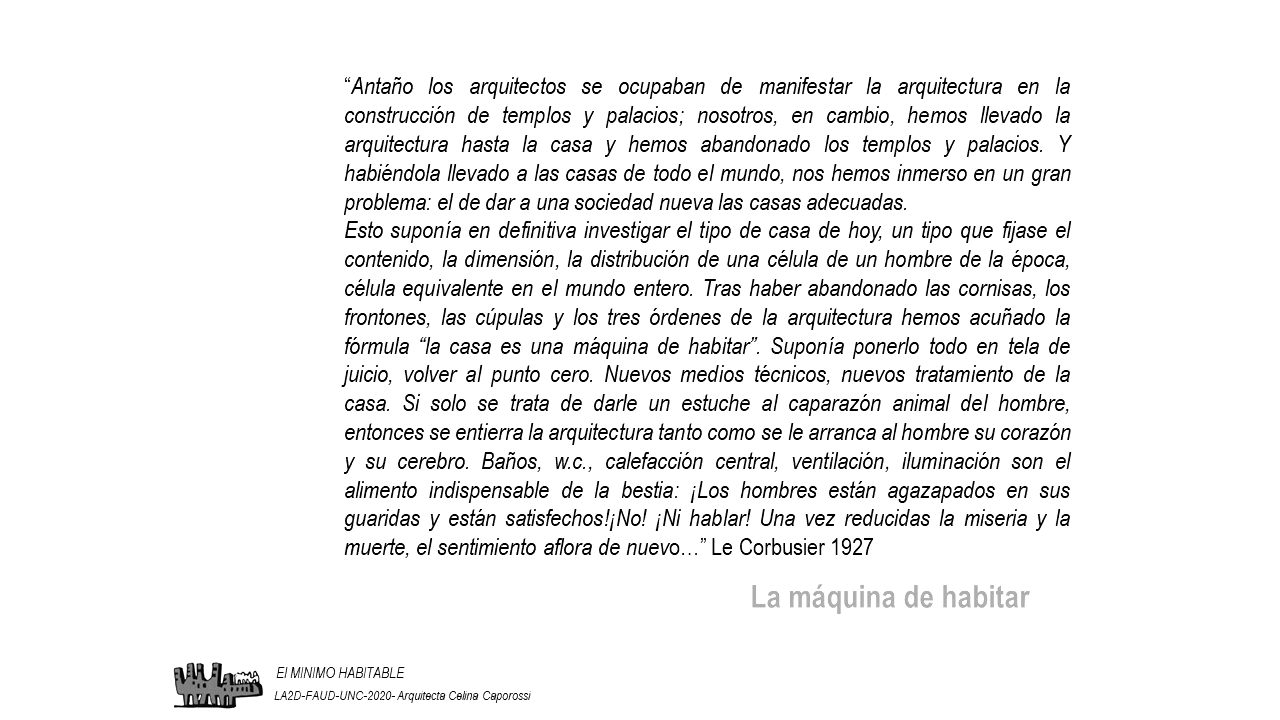 “Antaño los arquitectos se ocupaban de manifestar la arquitectura en la
construcción de templos y palacios; nosotros, en cambio, hemos llevado la
arquitectura hasta la casa y hemos abandonado los templos y palacios. Y
habiéndola llevado a las casas de todo el mundo, nos hemos inmerso en un gran
problema: el de dar a una sociedad nueva las casas adecuadas.
Esto suponía en definitiva investigar el tipo de casa de hoy, un tipo que fijase el
contenido, la dimensión, la distribución de una célula de un hombre de la época,
célula equivalente en el mundo entero. Tras haber abandonado las cornisas, los
frontones, las cúpulas y los tres órdenes de la arquitectura hemos acuñado la
fórmula “la casa es una máquina de habitar”. Suponía ponerlo todo en tela de
juicio, volver al punto cero. Nuevos medios técnicos, nuevos tratamiento de la
casa. Si solo se trata de darle un estuche al caparazón animal del hombre,
entonces se entierra la arquitectura tanto como se le arranca al hombre su corazón
y su cerebro. Baños, w.c., calefacción central, ventilación, iluminación son el
alimento indispensable de la bestia: ¡Los hombres están agazapados en sus
guaridas y están satisfechos!¡No! ¡Ni hablar! Una vez reducidas la miseria y la
muerte, el sentimiento aflora de nuevo…” Le Corbusier 1927
La máquina de habitar
El MINIMO HABITABLE
LA2D-FAUD-UNC-2020- Arquitecta Celina Caporossi